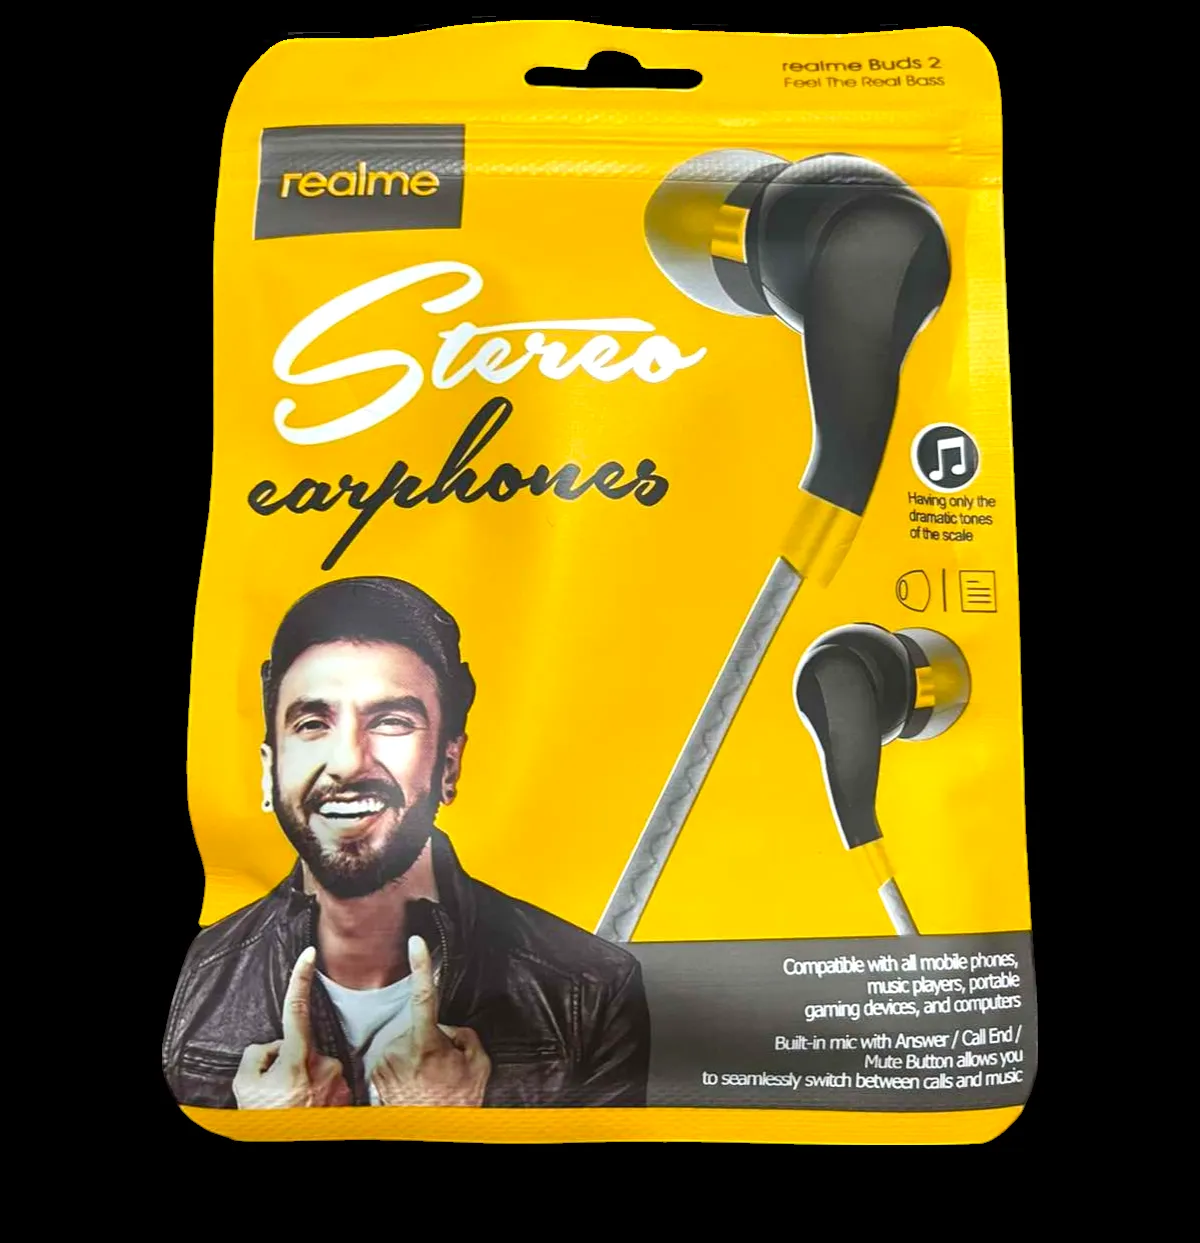 realme Buds 2
Feel The Real Bass
realme
Stereo
earphones
Having only the
dramatic tones
of the scale
Compatible with all mobile phones,
music players, portable
gaming devices, and computers
Built-in mic with Answer / Call End /
Mute Button allows you
to seamlessly switch between calls and music